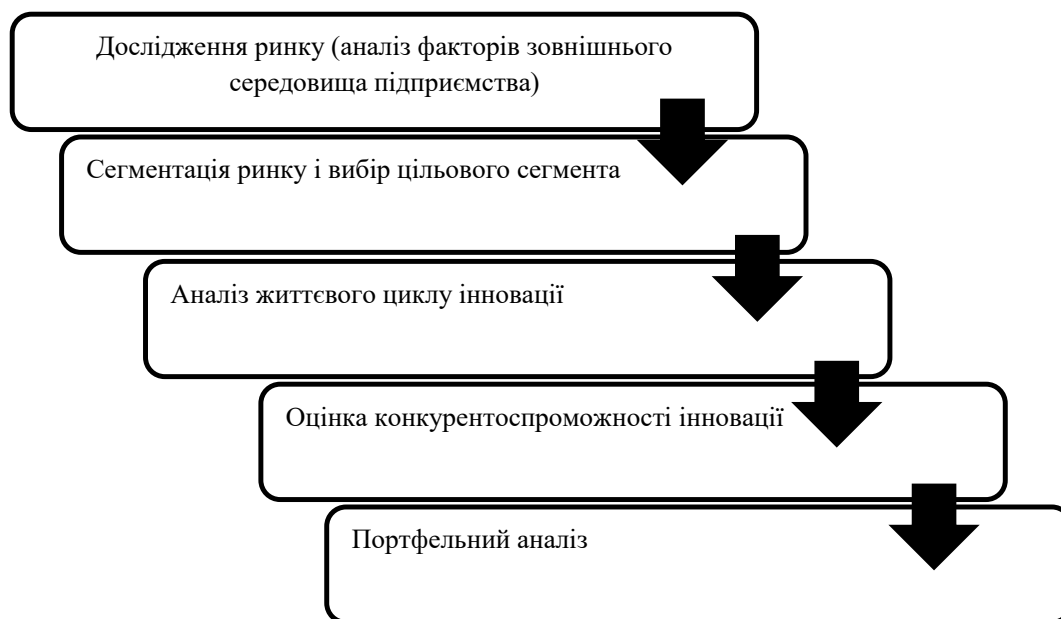 Дослідження ринку (аналіз факторів зовнішнього
середовища підприємства)
Сегментація ринку і вибір цільового сегмента
Аналіз життєвого циклу інновації
Оцінка конкурентоспроможності інновації
Портфельний аналіз